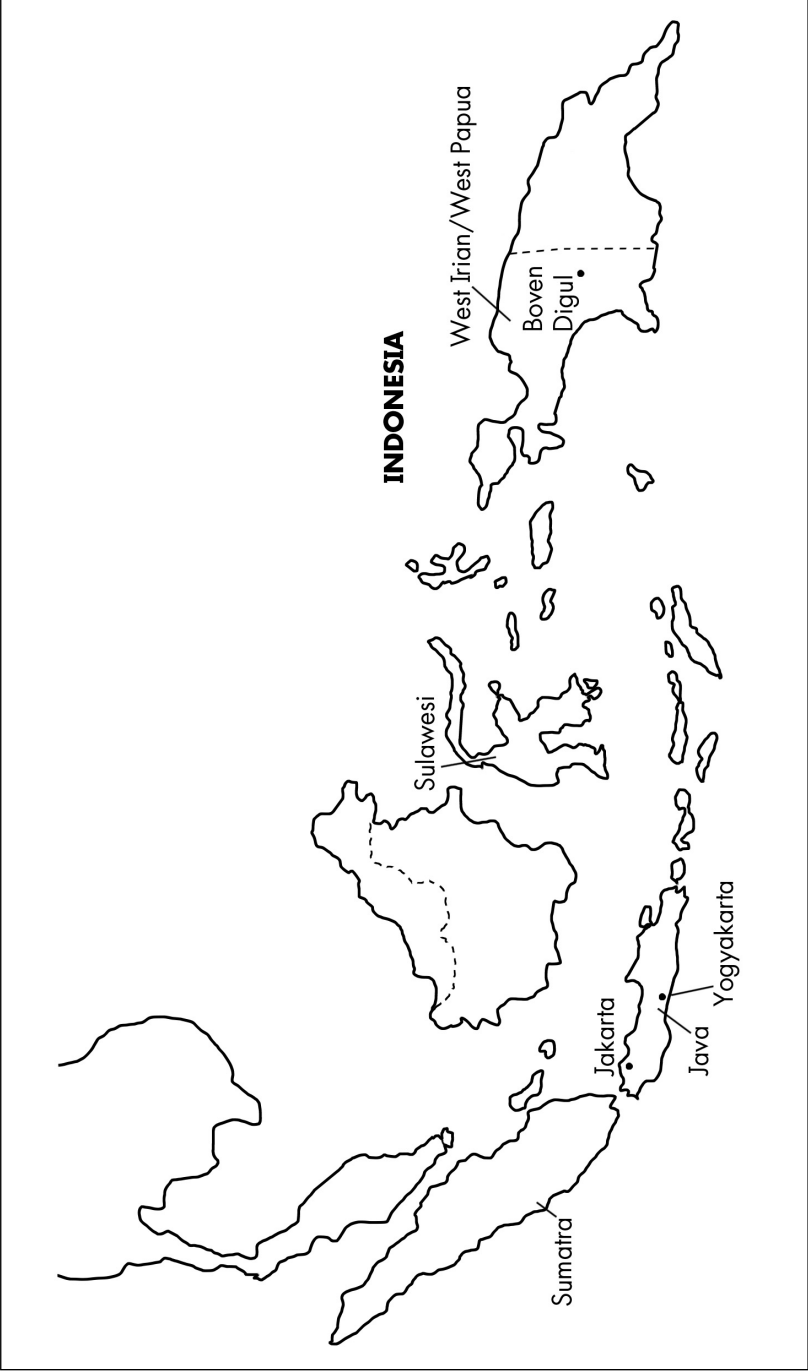 INDONESIA
West Irian/West Papua
Sulawesi
Boven
Digul
Jakarta
Sumatra
Java
Yogyakarta